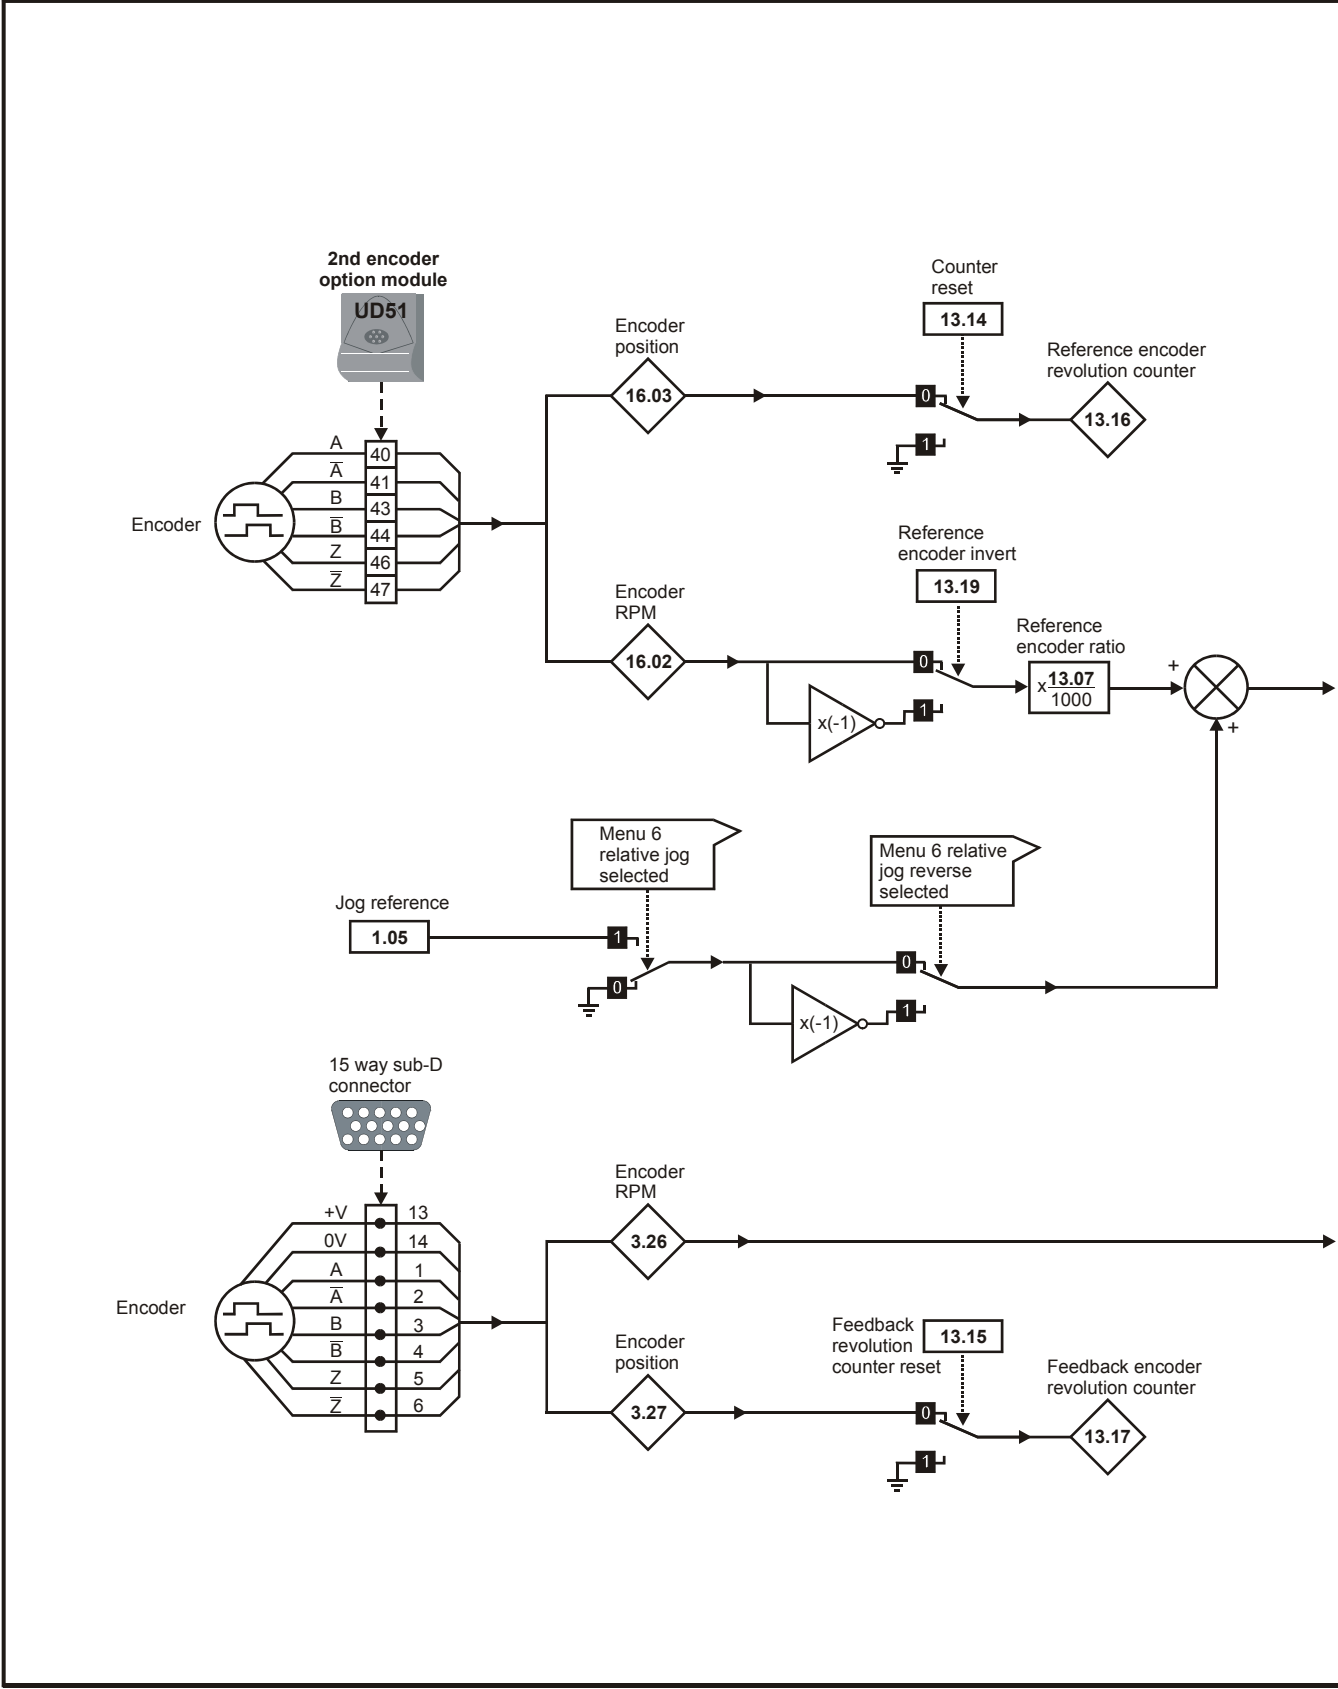 2nd encoder
option module
UD51
Encoder
A
A̅
B
B̅
Z
Z̅
40
41
43
44
46
47
Encoder
position
16.03
Counter
reset
13.14
0
1
Reference encoder
revolution counter
13.16
Encoder
RPM
16.02
x(-1)
Reference
encoder invert
13.19
0
1
Reference
encoder ratio
x13.07
1000
+
+
Menu 6
relative jog
selected
Jog reference
1.05
1
0
x(-1)
Menu 6 relative
jog reverse
selected
0
1
15 way sub-D
connector
Encoder
+V 13
0V 14
A 1
A̅ 2
B 3
B̅ 4
Z 5
Z̅ 6
Encoder
RPM
3.26
Encoder
position
3.27
Feedback
revolution
counter reset
13.15
0
1
Feedback encoder
revolution counter
13.17